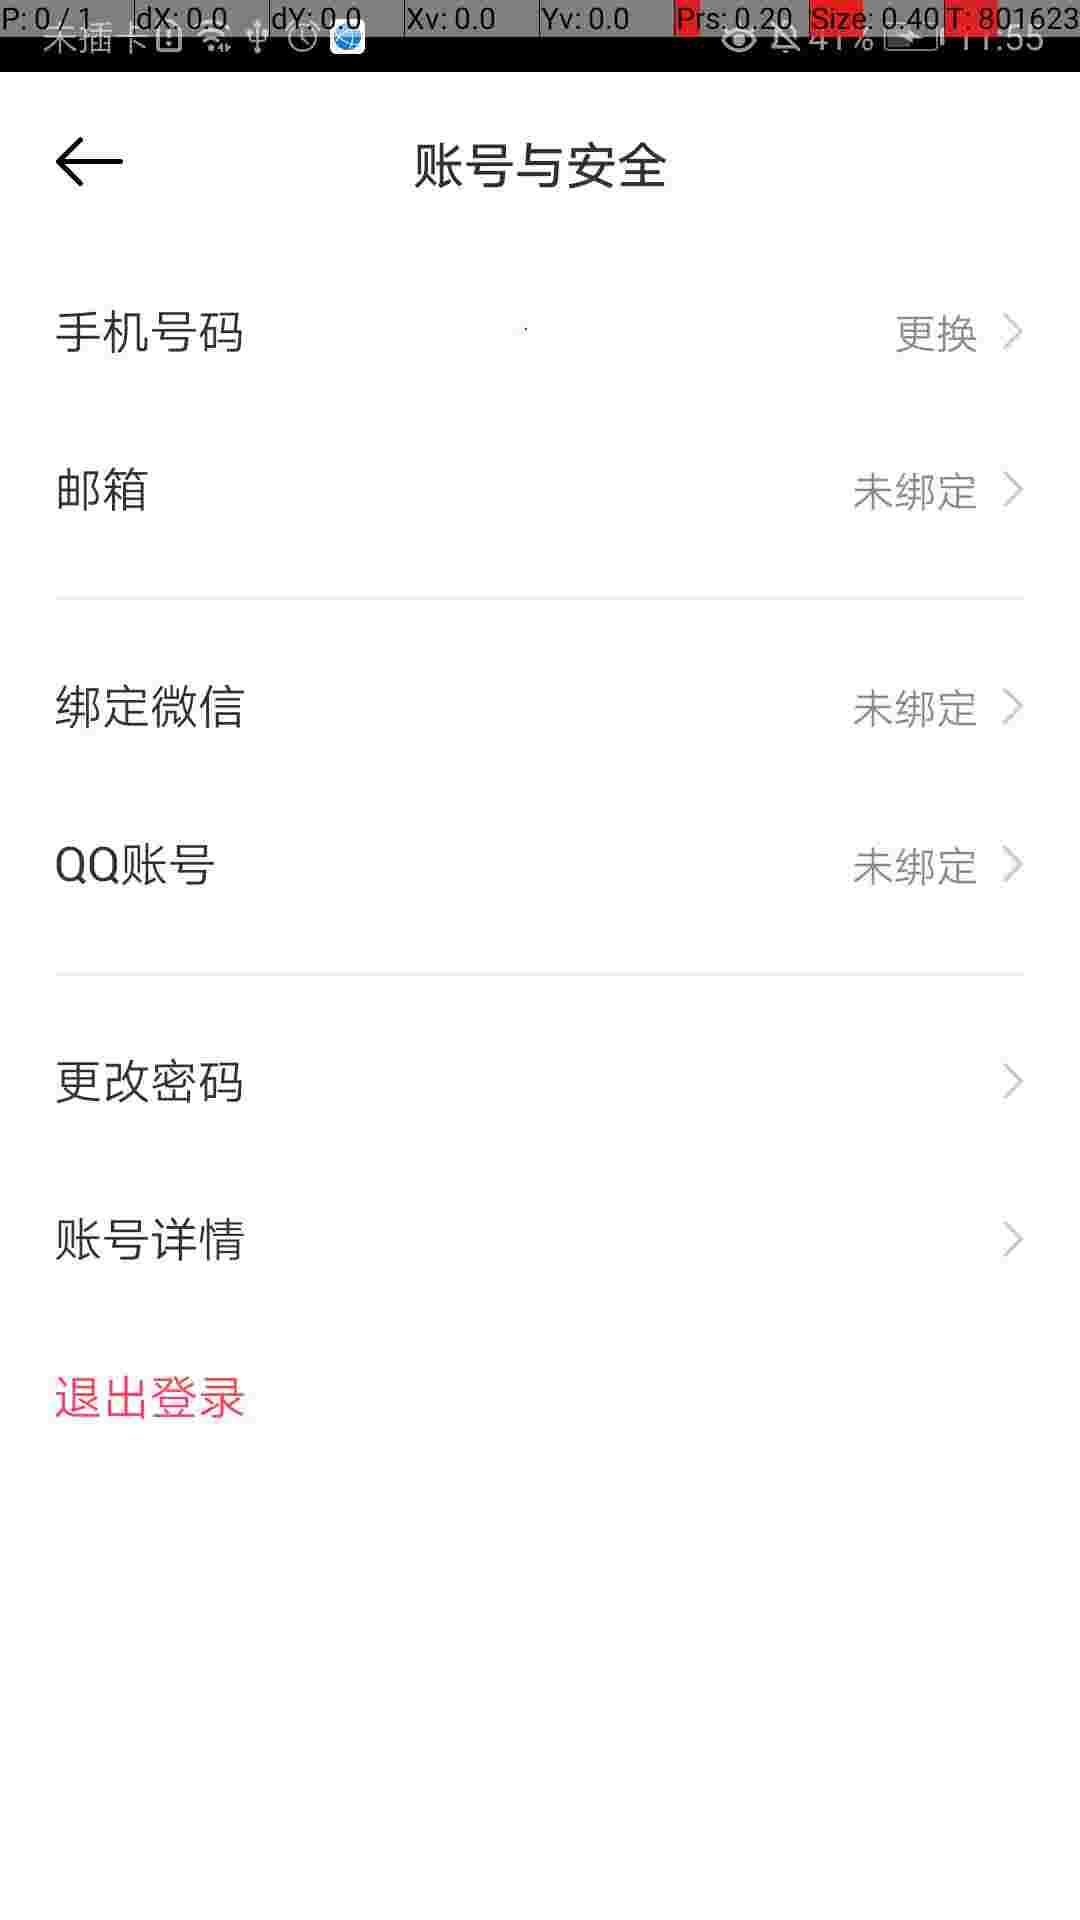 P: 0 / 1 dX: 0.0 dY: 0.0 Xv: 0.0 Yv: 0.0 Prs: 0.20 Size: 0.40 T: 801623
未插卡 41% 11:55
账号与安全
手机号码 更换
邮箱 未绑定
绑定微信 未绑定
QQ账号 未绑定
更改密码
账号详情
退出登录